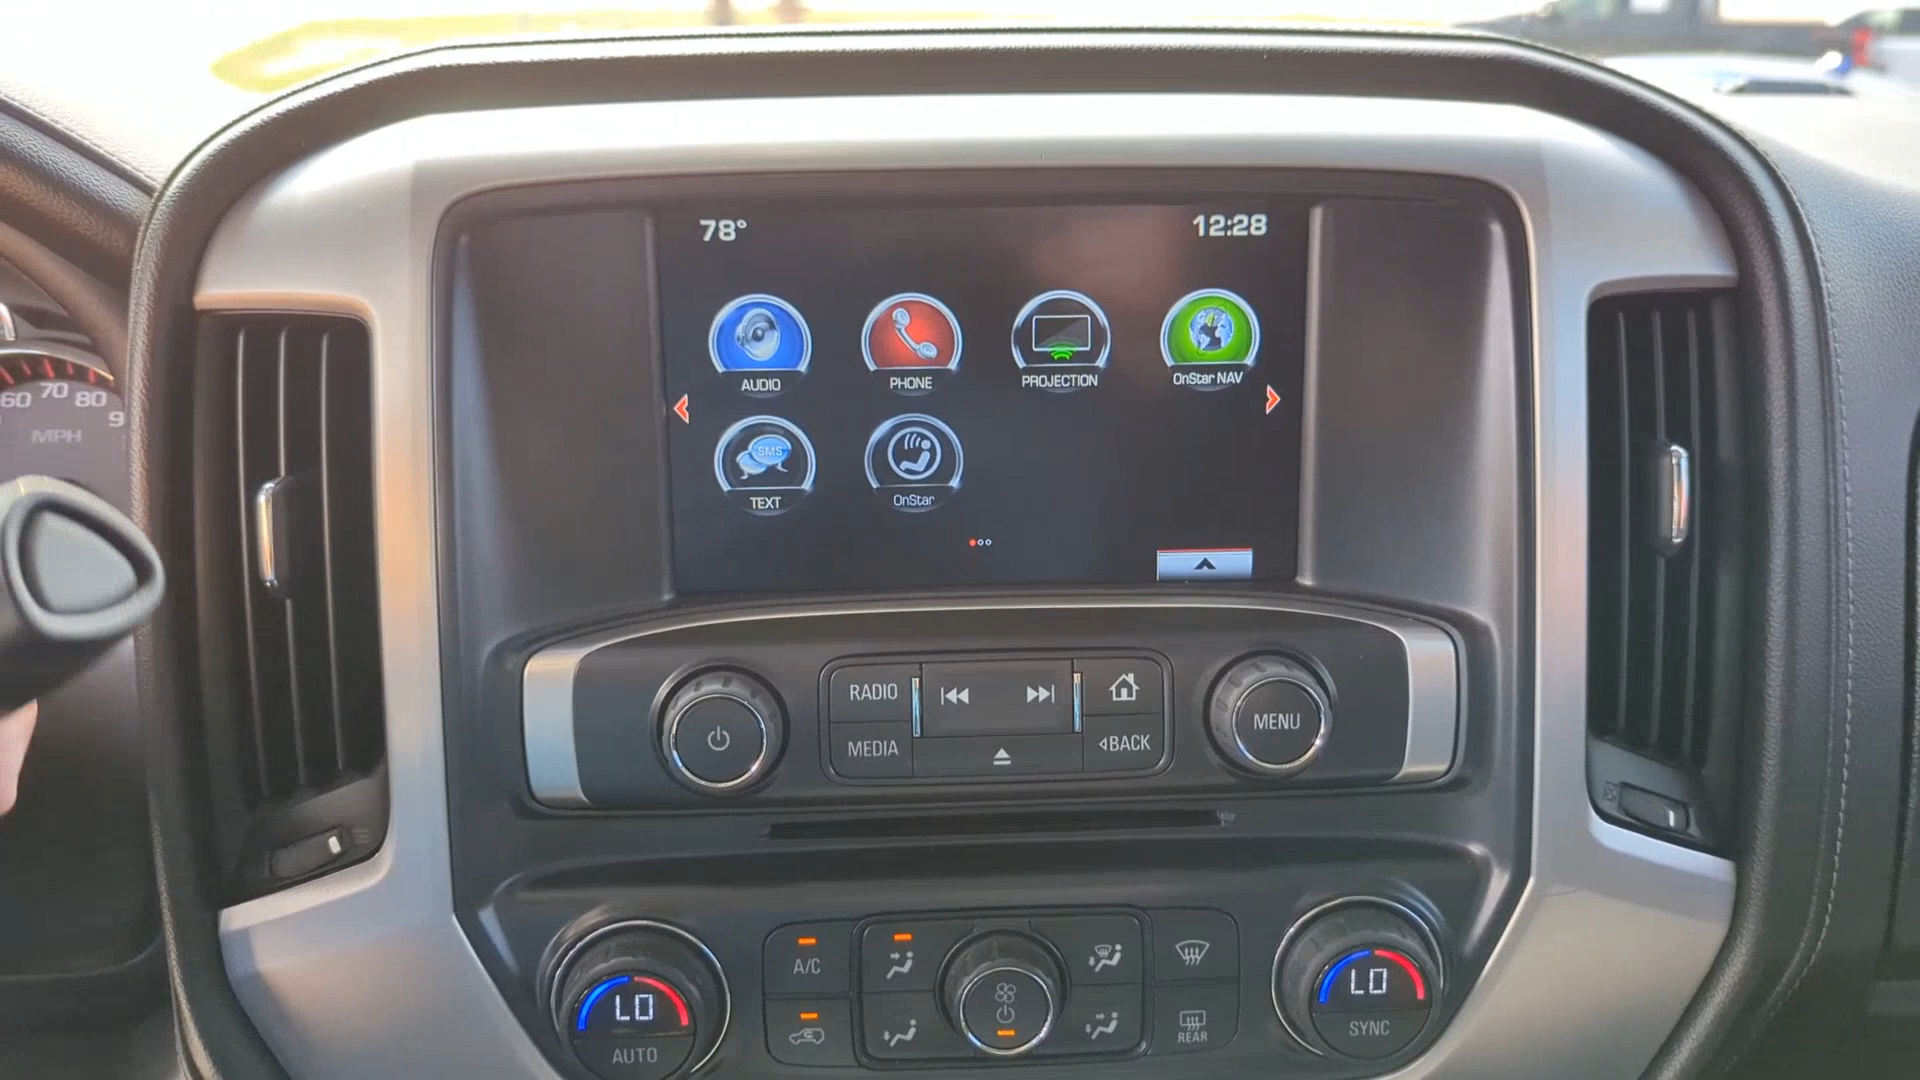 78°
12:28
AUDIO
PHONE
PROJECTION
OnStar NAV
SMS
TEXT
OnStar
60 70 80 9
MPH
RADIO
MEDIA
BACK
MENU
A/C
LO
AUTO
REAR
LO
SYNC